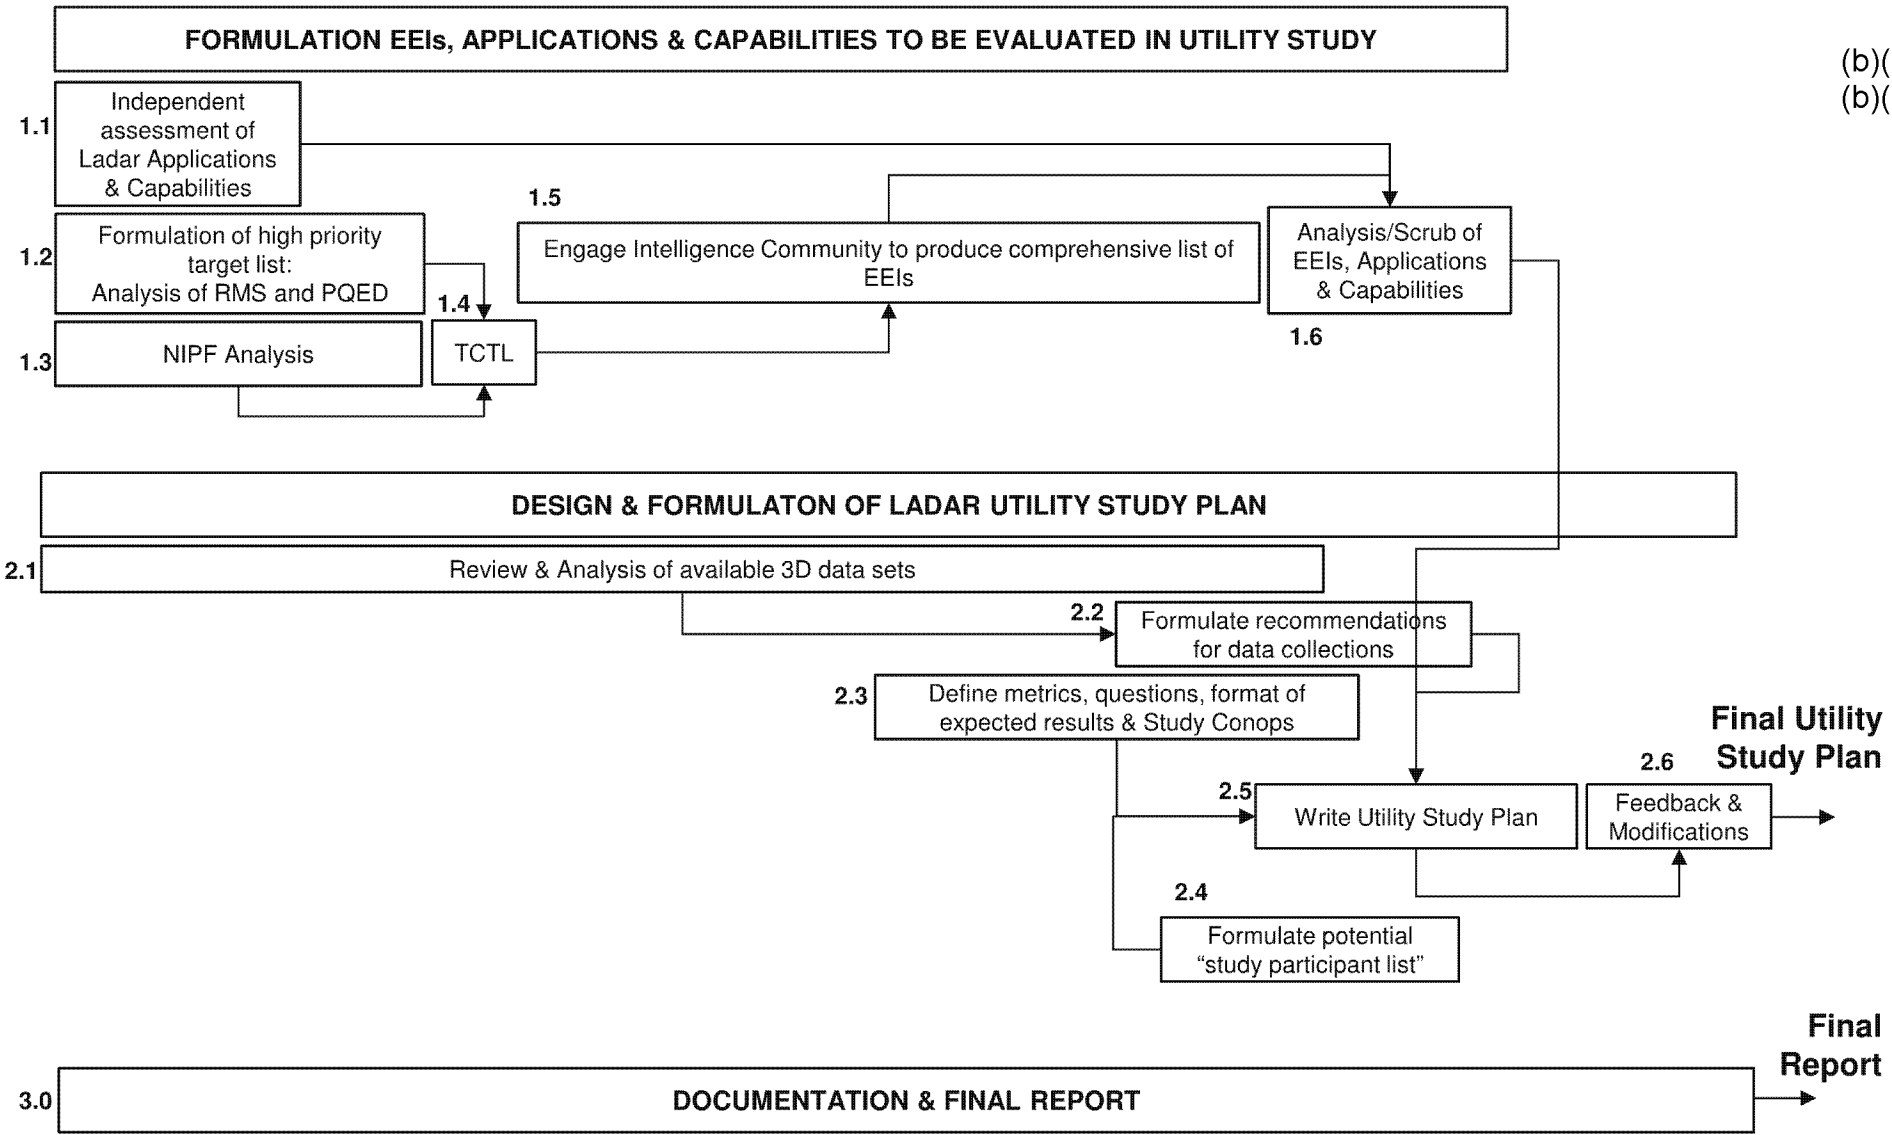 FORMULATION EEIs, APPLICATIONS & CAPABILITIES TO BE EVALUATED IN UTILITY STUDY
(b)(
(b)(
1.1
Independent
assessment of
Ladar Applications
& Capabilities
1.2
Formulation of high priority
target list:
Analysis of RMS and PQED
1.3
NIPF Analysis
1.4
TCTL
1.5
Engage Intelligence Community to produce comprehensive list of
EEIs
Analysis/Scrub of
EEIs, Applications
& Capabilities
1.6
DESIGN & FORMULATON OF LADAR UTILITY STUDY PLAN
2.1
Review & Analysis of available 3D data sets
2.2
Formulate recommendations
for data collections
2.3
Define metrics, questions, format of
expected results & Study Conops
2.5
Write Utility Study Plan
2.6
Feedback &
Modifications
Final Utility
Study Plan
2.4
Formulate potential
“study participant list”
Final
Report
3.0
DOCUMENTATION & FINAL REPORT